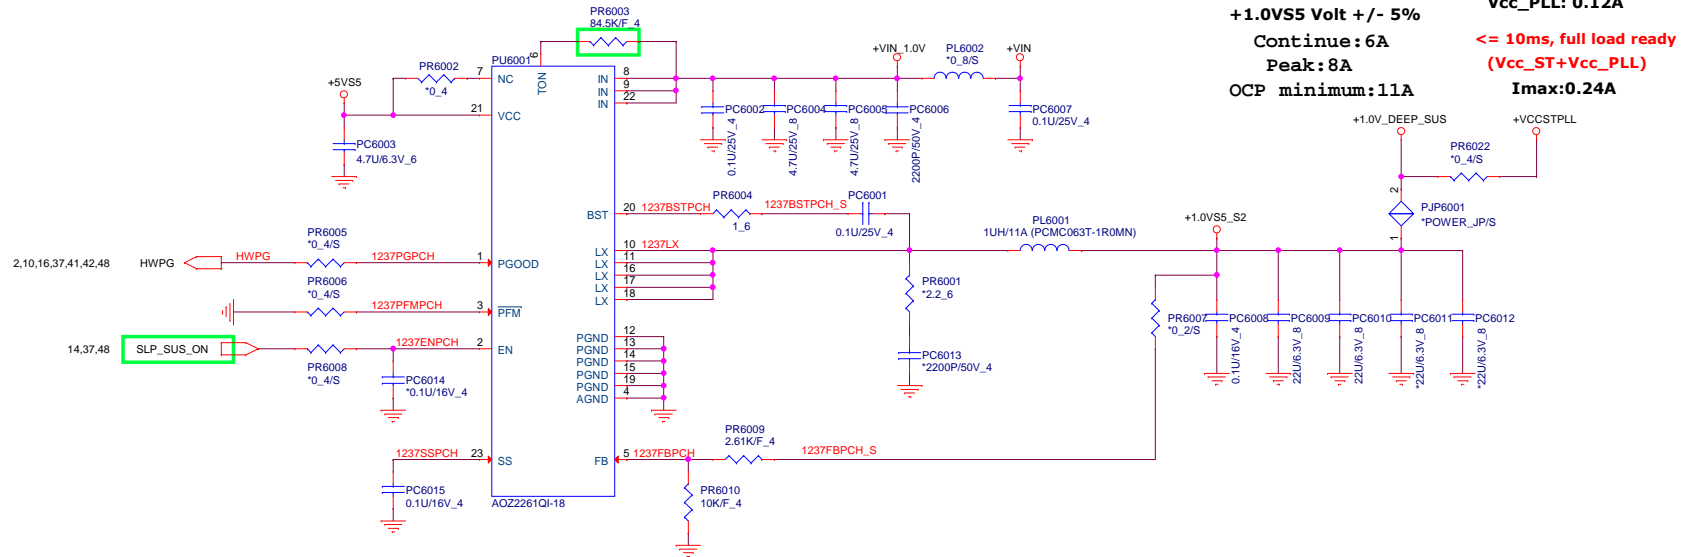 PR6003
84.5K/F_4
+1.0VS5 Volt +/- 5%
Continue:6A
Peak:8A
OCP minimum:11A
Vcc_PLL: 0.12A
<= 10ms, full load ready
(Vcc_ST+Vcc_PLL)
Imax:0.24A
+5VS5
PR6002
*0_4
PC6003
4.7U/6.3V_6
PU6001
6
TON
7
NC
21
VCC
IN
8
IN
9
IN
22
+VIN_1.0V
PL6002
*0_8/S
+VIN
PC6002
0.1U/25V_4
PC6004
4.7U/25V_8
PC6005
4.7U/25V_8
PC6006
2200P/50V_4
PC6007
0.1U/25V_4
+1.0V_DEEP_SUS
+VCCSTPLL
PR6022
*0_4/S
2
PJP6001
*POWER_JP/S
1
BST
20
1237BSTPCH
PR6004
1_6
1237BSTPCH_S
PC6001
0.1U/25V_4
LX
10
1237LX
LX
11
LX
16
LX
17
LX
18
PL6001
1UH/11A (PCMC063T-1R0MN)
+1.0VS5_S2
PR6001
*2.2_6
PC6013
*2200P/50V_4
PR6007
*0_2/S
PC6008
0.1U/16V_4
PC6009
22U/6.3V_8
PC6010
22U/6.3V_8
PC6011
*22U/6.3V_8
PC6012
*22U/6.3V_8
2,10,16,37,41,42,48
HWPG
HWPG
PR6005
*0_4/S
1237PGPCH
1
PGOOD
PR6006
*0_4/S
1237PFMPCH
3
PFM
14,37,48
SLP_SUS_ON
PR6008
*0_4/S
1237ENPCH
2
EN
PC6014
*0.1U/16V_4
PGND
12
PGND
13
PGND
14
PGND
15
PGND
19
AGND
4
1237SSPCH
23
SS
PC6015
0.1U/16V_4
FB
5
1237FBPCH
PR6009
2.61K/F_4
1237FBPCH_S
PR6010
10K/F_4
AOZ2261QI-18